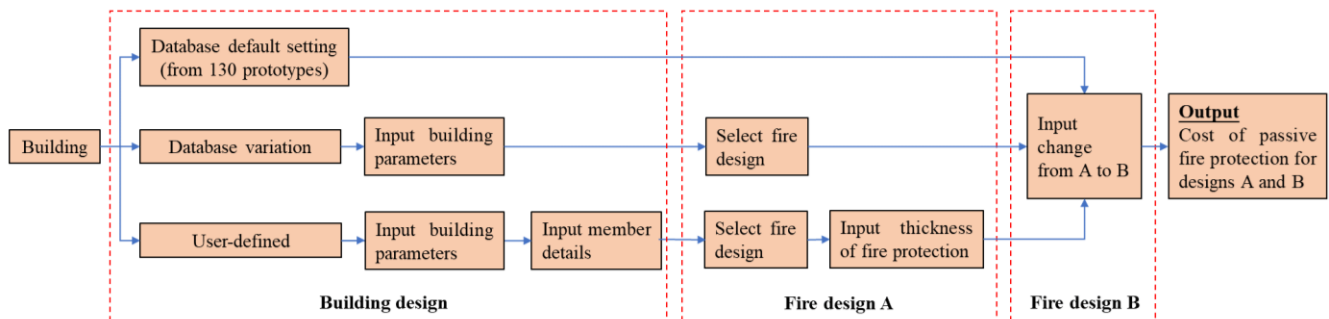 Building
Database default setting
(from 130 prototypes)
Database variation
Input building
parameters
User-defined
Input building
parameters
Input member
details
Building design
Select fire
design
Select fire
design
Input thickness
of fire protection
Fire design A
Input
change
from A to B
Fire design B
Output
Cost of passive
fire protection for
designs A and B